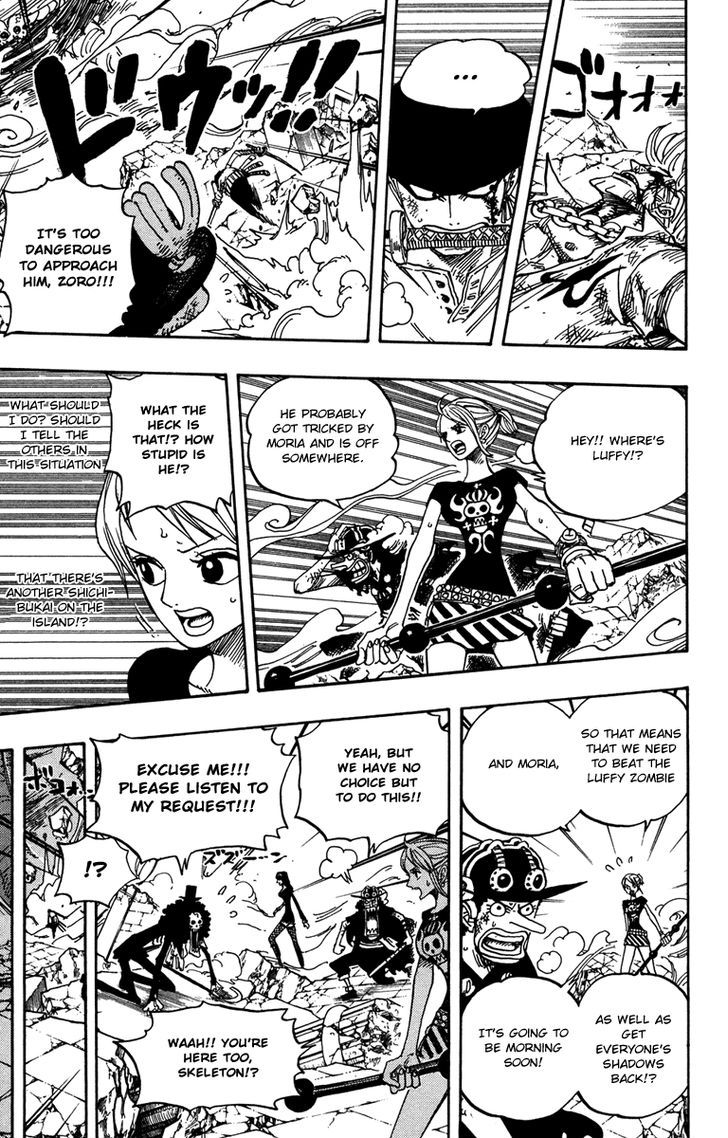 ゴオォォ
...
ドウッ!!
IT'S TOO
DANGEROUS
TO APPROACH
HIM, ZORO!!!
HEY!! WHERE'S
LUFFY!?
HE PROBABLY
GOT TRICKED BY
MORIA AND IS OFF
SOMEWHERE.
WHAT THE
HECK IS
THAT!? HOW
STUPID IS
HE!?
WHAT SHOULD
I DO? SHOULD
I TELL THE
OTHERS IN
THIS SITUATION
THAT THERE'S
ANOTHER SHICHI-
BUKAI ON THE
ISLAND!?
SO THAT MEANS
THAT WE NEED
TO BEAT THE
LUFFY ZOMBIE
AND MORIA,
AS WELL AS
GET
EVERYONE'S
SHADOWS
BACK!?
IT'S GOING TO
BE MORNING
SOON!
YEAH, BUT
WE HAVE NO
CHOICE BUT
TO DO THIS!!
EXCUSE ME!!!
PLEASE LISTEN TO
MY REQUEST!!!
!?
WAAH!! YOU'RE
HERE TOO,
SKELETON!?